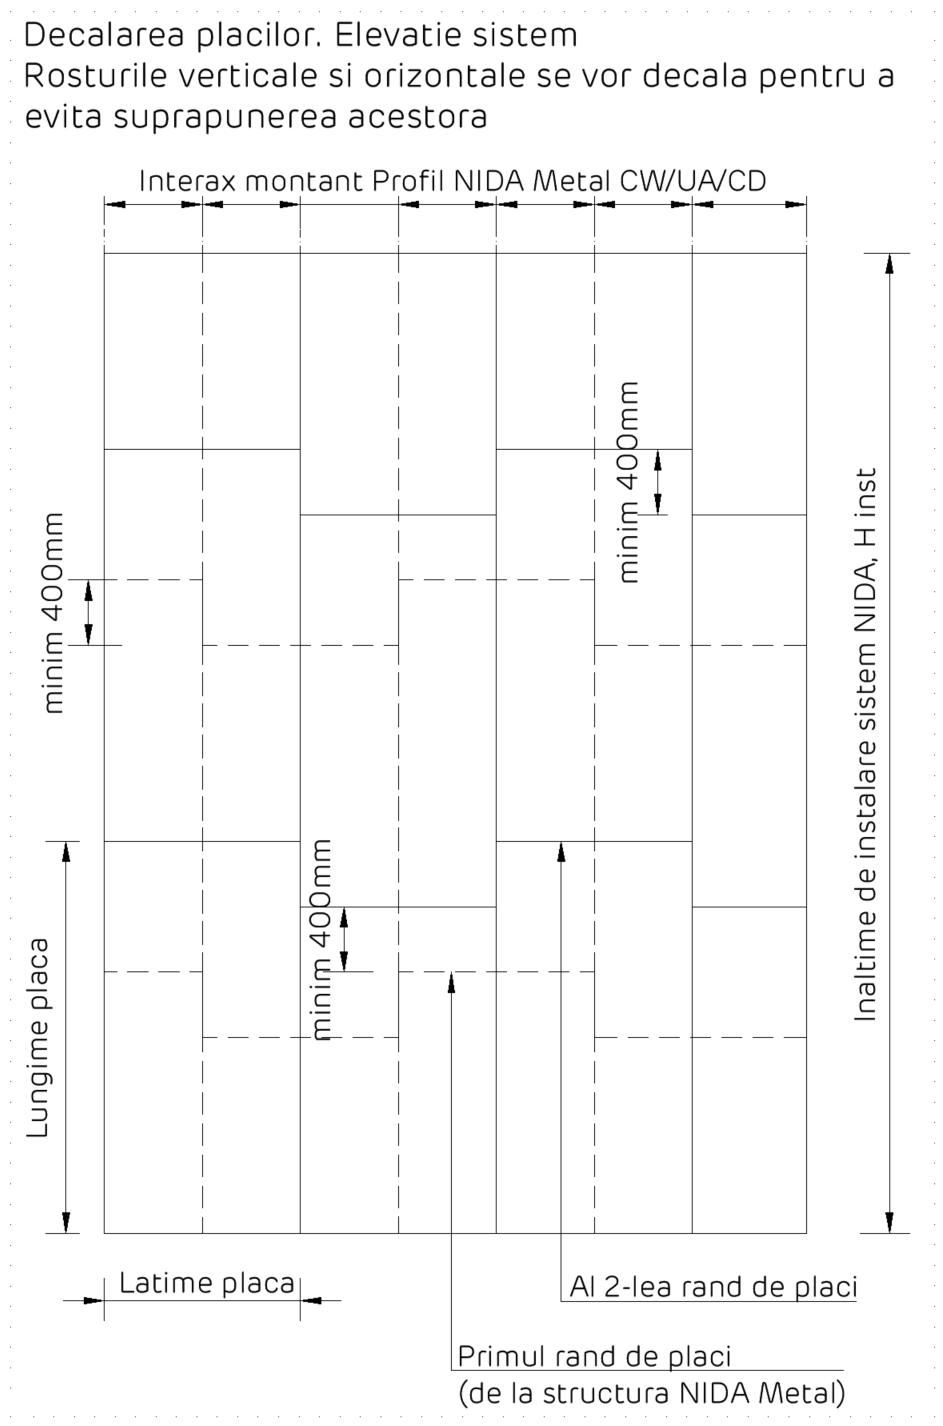 Decalarea placilor. Elevatie sistem
Rosturile verticale si orizontale se vor decala pentru a
evita suprapunerea acestora
Interax montant Profil NIDA Metal CW/UA/CD
minim 400mm
minim 400mm
Inaltime de instalare sistem NIDA, H inst
minim 400mm
Lungime placa
Latime placa
Al 2-lea rand de placi
Primul rand de placi
(de la structura NIDA Metal)